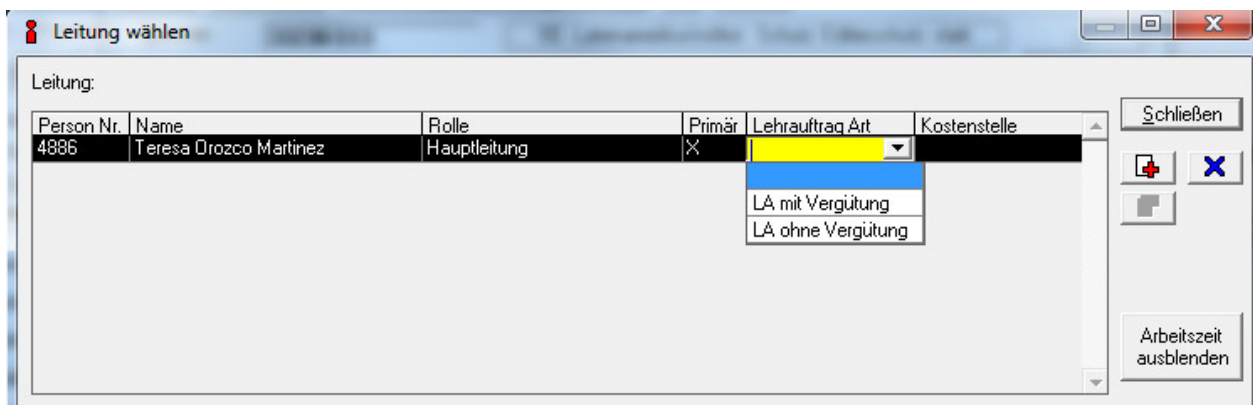 Leitung wählen
Leitung:
Schließen
Person Nr. Name Rolle Primär Lehrauftrag Art Kostenstelle
4886 Teresa Orozco Martinez Hauptleitung X
LA mit Vergütung
LA ohne Vergütung
Arbeitszeit
ausblenden